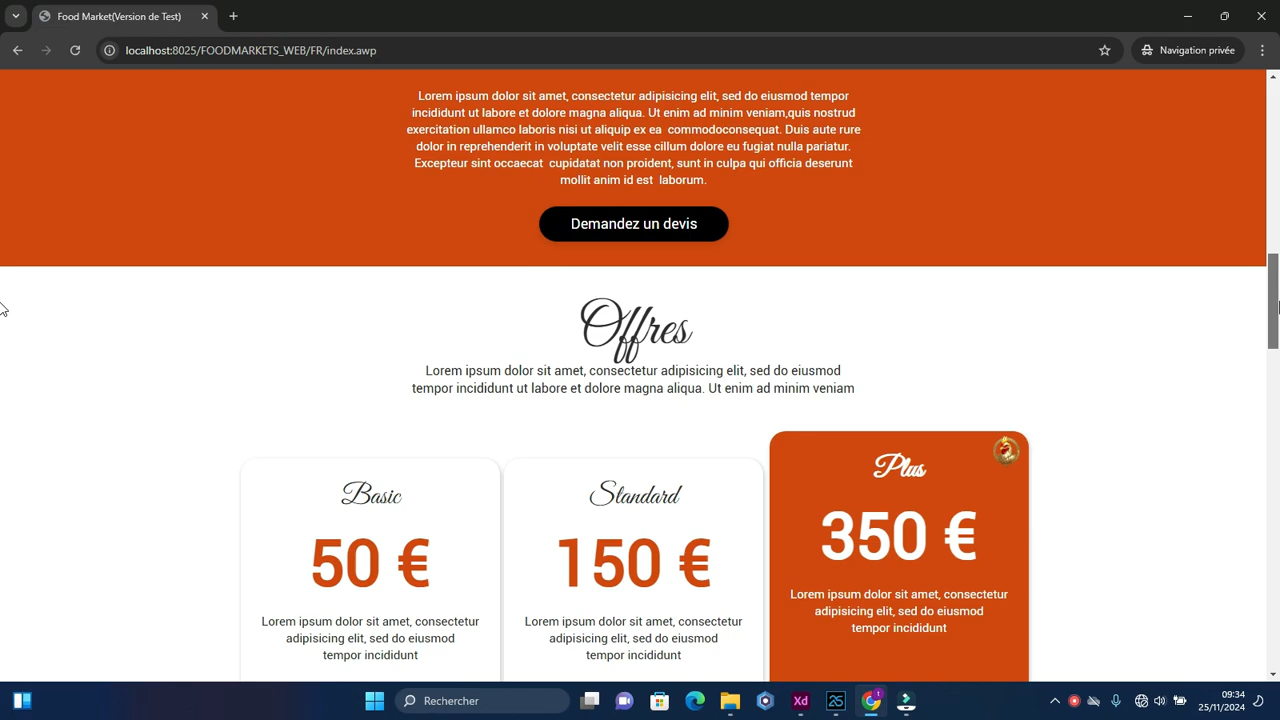 Food Market(Version de Test)
localhost:8025/FOODMARKETS_WEB/FR/index.awp
Navigation privée
Lorem ipsum dolor sit amet, consectetur adipisicing elit, sed do eiusmod tempor
incididunt ut labore et dolore magna aliqua. Ut enim ad minim veniam,quis nostrud
exercitation ullamco laboris nisi ut aliquip ex ea  commodoconsequat. Duis aute rure
dolor in reprehenderit in voluptate velit esse cillum dolore eu fugiat nulla pariatur.
Excepteur sint occaecat  cupidatat non proident, sunt in culpa qui officia deserunt
mollit anim id est  laborum.
Demandez un devis
Offres
Lorem ipsum dolor sit amet, consectetur adipisicing elit, sed do eiusmod
tempor incididunt ut labore et dolore magna aliqua. Ut enim ad minim veniam
Basic
50 €
Lorem ipsum dolor sit amet, consectetur
adipisicing elit, sed do eiusmod
tempor incididunt
Standard
150 €
Lorem ipsum dolor sit amet, consectetur
adipisicing elit, sed do eiusmod
tempor incididunt
Plus
350 €
Lorem ipsum dolor sit amet, consectetur
adipisicing elit, sed do eiusmod
tempor incididunt
Rechercher
Xd
25
1
09:34
25/11/2024